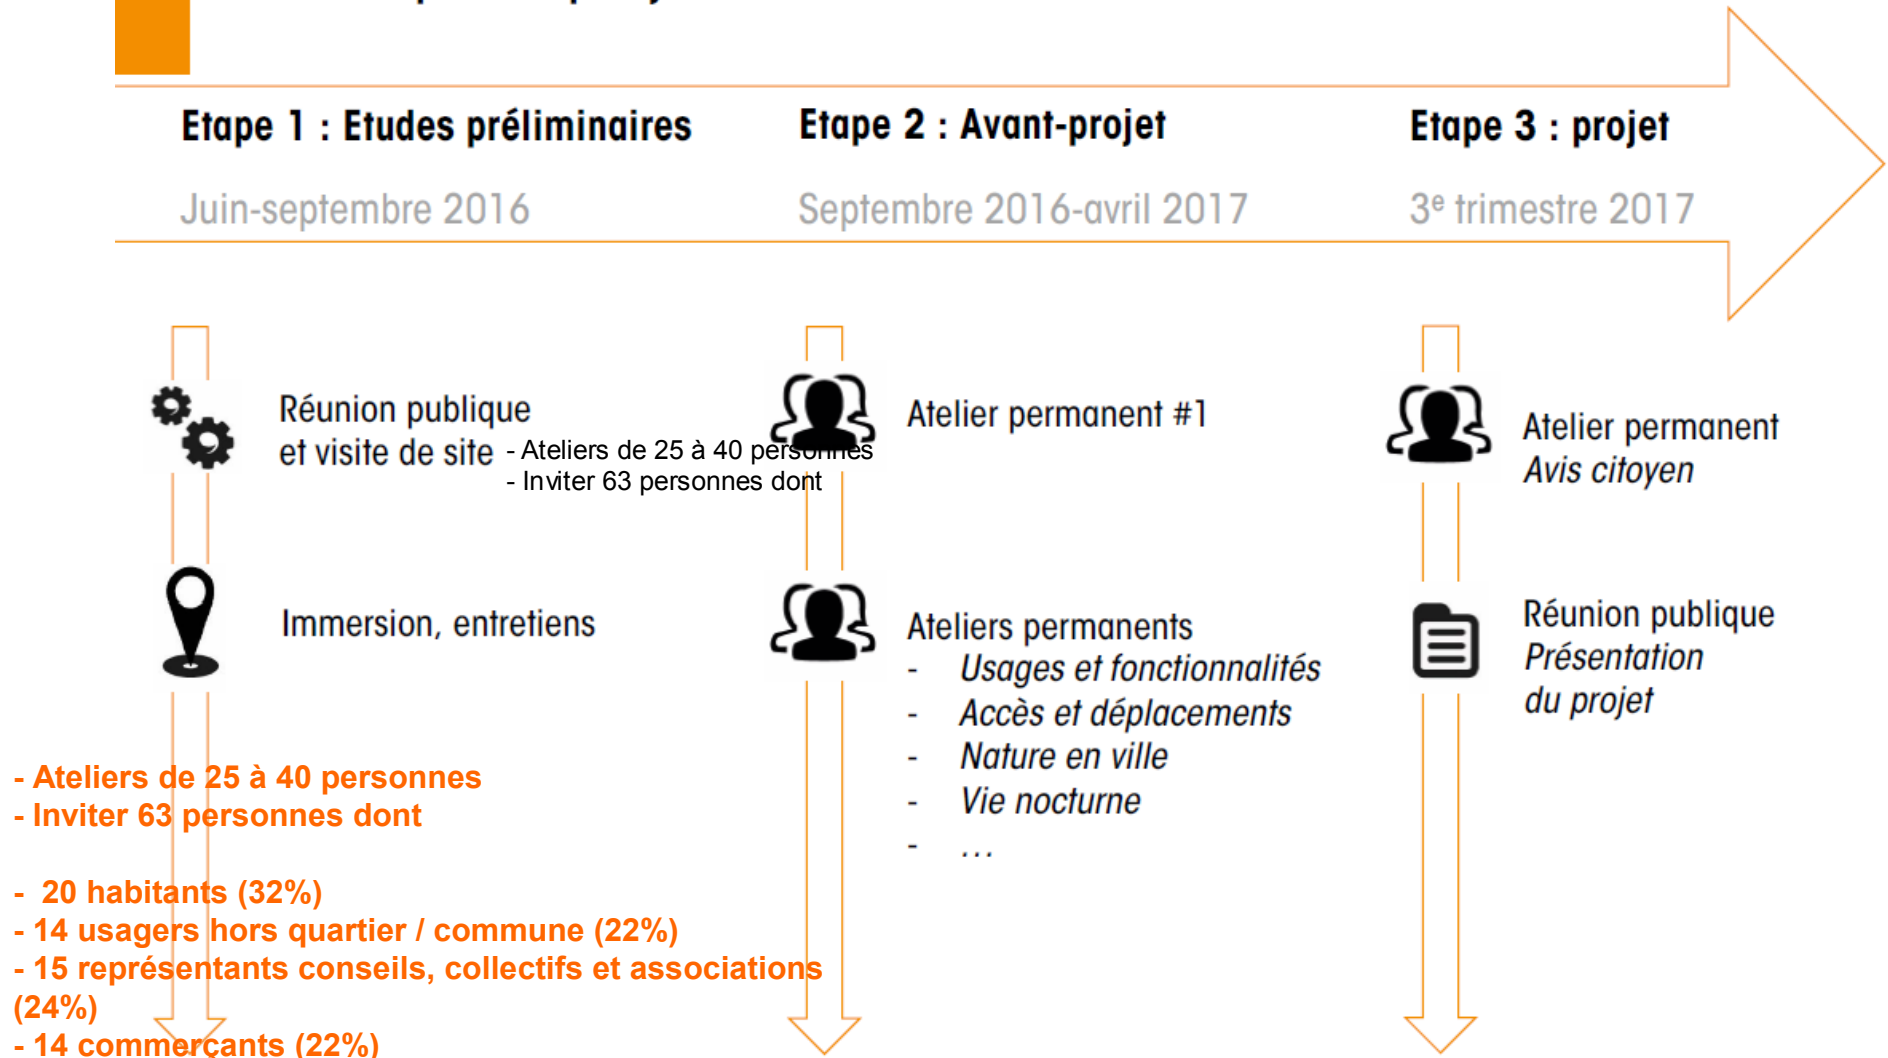 Etape 1 : Etudes préliminaires
Juin-septembre 2016
Etape 2 : Avant-projet
Septembre 2016-avril 2017
Etape 3 : projet
3e trimestre 2017
Réunion publique
et visite de site
- Ateliers de 25 à 40 personnes
- Inviter 63 personnes dont
Immersion, entretiens
- Ateliers de 25 à 40 personnes
- Inviter 63 personnes dont
- 20 habitants (32%)
- 14 usagers hors quartier / commune (22%)
- 15 représentants conseils, collectifs et associations
(24%)
- 14 commerçants (22%)
Atelier permanent #1
Ateliers permanents
- Usages et fonctionnalités
- Accès et déplacements
- Nature en ville
- Vie nocturne
- …
Atelier permanent
Avis citoyen
Réunion publique
Présentation
du projet